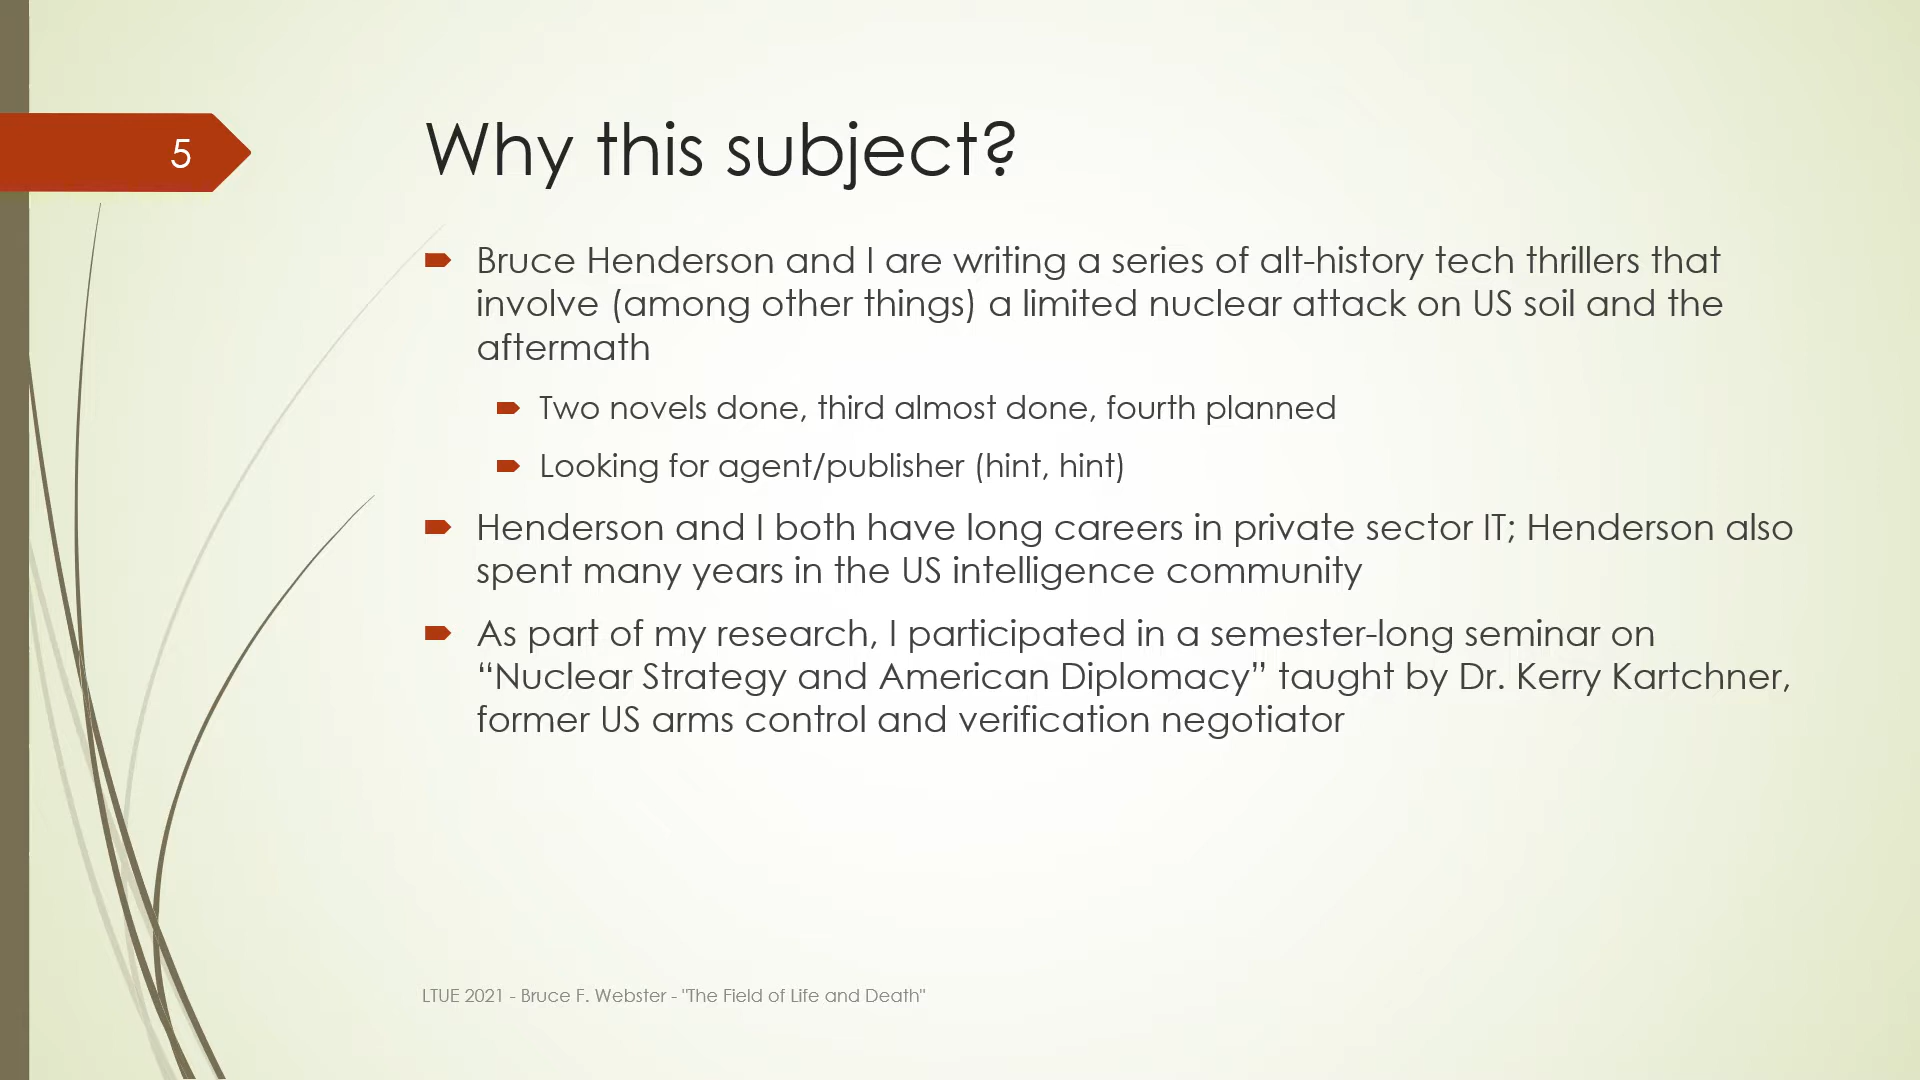 5
Why this subject?
Bruce Henderson and I are writing a series of alt-history tech thrillers that
involve (among other things) a limited nuclear attack on US soil and the
aftermath
Two novels done, third almost done, fourth planned
Looking for agent/publisher (hint, hint)
Henderson and I both have long careers in private sector IT; Henderson also
spent many years in the US intelligence community
As part of my research, I participated in a semester-long seminar on
“Nuclear Strategy and American Diplomacy” taught by Dr. Kerry Kartchner,
former US arms control and verification negotiator
LTUE 2021 - Bruce F. Webster - "The Field of Life and Death"